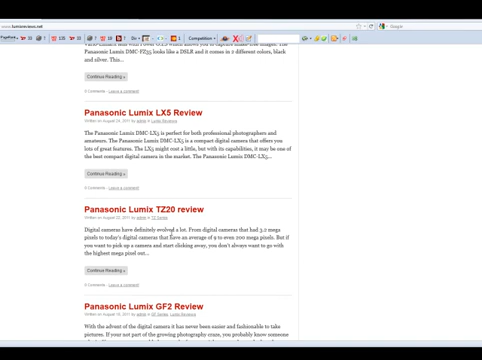 www.lumixreviews.net
Google
PageRank
Dir
Competition
Panasonic Lumix DMC-FZ35 looks like a DSLR and it comes in 2 different colors, black
and silver. This...
Continue Reading »
0 Comments · Leave a comment!
Panasonic Lumix LX5 Review
Written on August 24, 2011 by admin in Lumix Reviews
The Panasonic Lumix DMC-LX5 is perfect for both professional photographers and
amateurs. The Panasonic Lumix DMC-LX5 is a compact digital camera that offers you
lots of great features. The LX5 might cost a little, but with its capabilities, it may be one of
the best compact digital camera in the market. The Panasonic Lumix DMC-LX5...
Continue Reading »
0 Comments · Leave a comment!
Panasonic Lumix TZ20 review
Written on August 22, 2011 by admin in TZ Series
Digital cameras have definitely evolved a lot. From digital cameras that had 3.2 mega
pixels to today's digital cameras that have an average of 9 to even 200 mega pixels. But if
you want to pick up a camera and start clicking away, you don't always want to go with
the highest mega pixel out...
Continue Reading »
0 Comments · Leave a comment!
Panasonic Lumix GF2 Review
Written on August 19, 2011 by admin in GF Series, Lumix Reviews
With the advent of the digital camera it has never been easier and fashionable to take
pictures. If your not part of the growing photography craze, you probably know someone